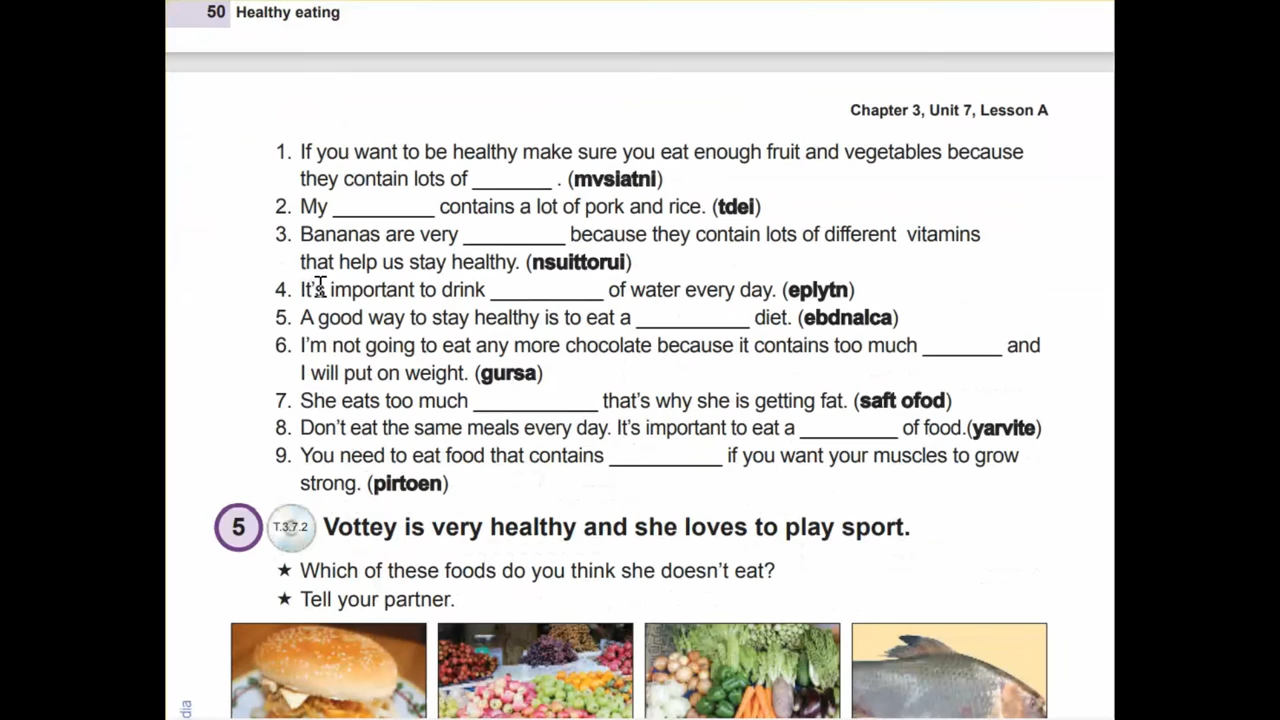 50 Healthy eating
Chapter 3, Unit 7, Lesson A
1. If you want to be healthy make sure you eat enough fruit and vegetables because
they contain lots of _______ . (mvsiatni)
2. My _________ contains a lot of pork and rice. (tdei)
3. Bananas are very _________ because they contain lots of different vitamins
that help us stay healthy. (nsuittorui)
4. It's important to drink __________ of water every day. (eplytn)
5. A good way to stay healthy is to eat a __________ diet. (ebdnalca)
6. I'm not going to eat any more chocolate because it contains too much _______ and
I will put on weight. (gursa)
7. She eats too much ___________ that's why she is getting fat. (saft ofod)
8. Don't eat the same meals every day. It's important to eat a _________ of food.(yarvite)
9. You need to eat food that contains __________ if you want your muscles to grow
strong. (pirtoen)
5 T.3.7.2 Vottey is very healthy and she loves to play sport.
★ Which of these foods do you think she doesn't eat?
★ Tell your partner.
dia